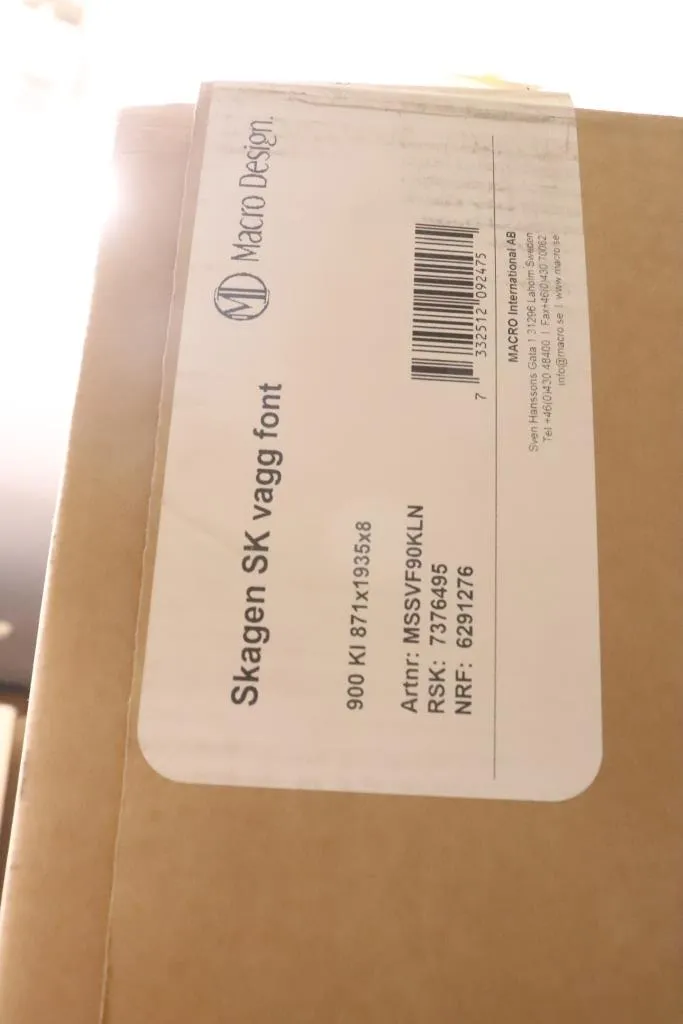 MD Macro Design.
Skagen SK vagg font
900 KI 871x1935x8
Artnr: MSSVF90KLN
RSK: 7376495
NRF: 6291276
7 332512 092475
MACRO International AB
Sven Hanssons Gata 1 31296 Laholm Sweden
Tel +46(0)430 48400 | Fax+46(0)430 70062
info@macro.se | www.macro.se